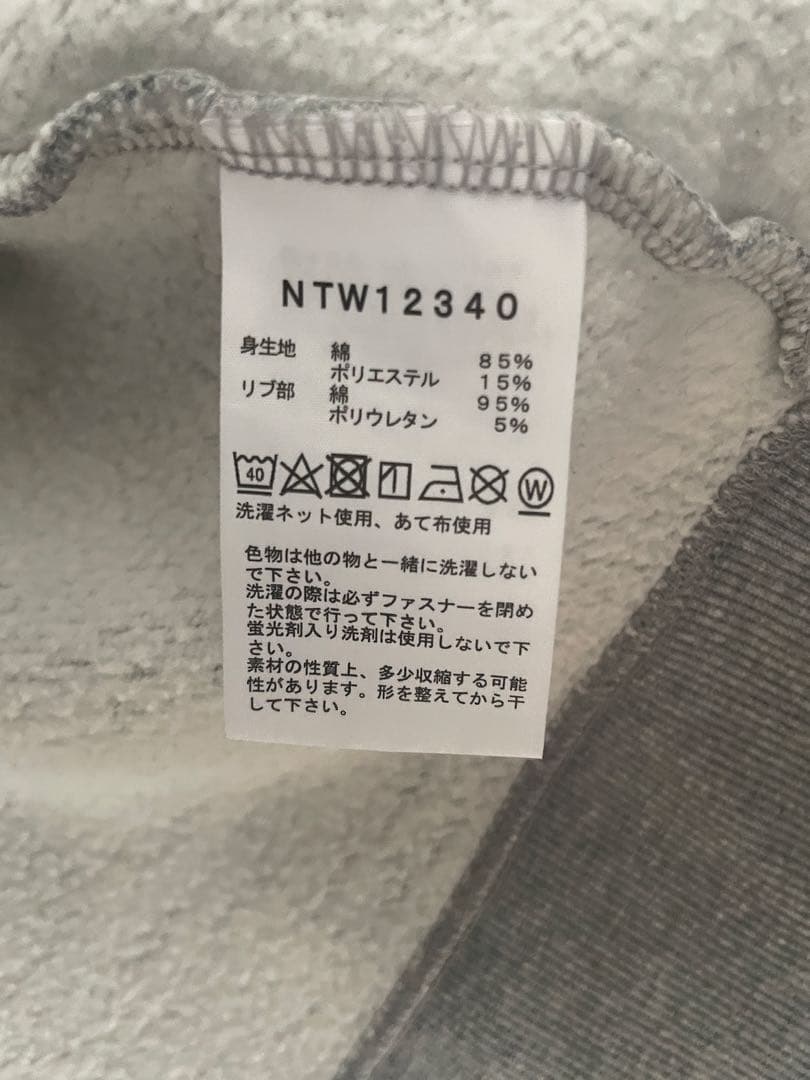 NTW12340
身生地 綿 85%
ポリエステル 15%
リブ部 綿 95%
ポリウレタン 5%
40 W
洗濯ネット使用、あて布使用
色物は他の物と一緒に洗濯しない
で下さい。
洗濯の際は必ずファスナーを閉め
た状態で行って下さい。
蛍光剤入り洗剤は使用しないで下
さい。
素材の性質上、多少収縮する可能
性があります。形を整えてから干
して下さい。